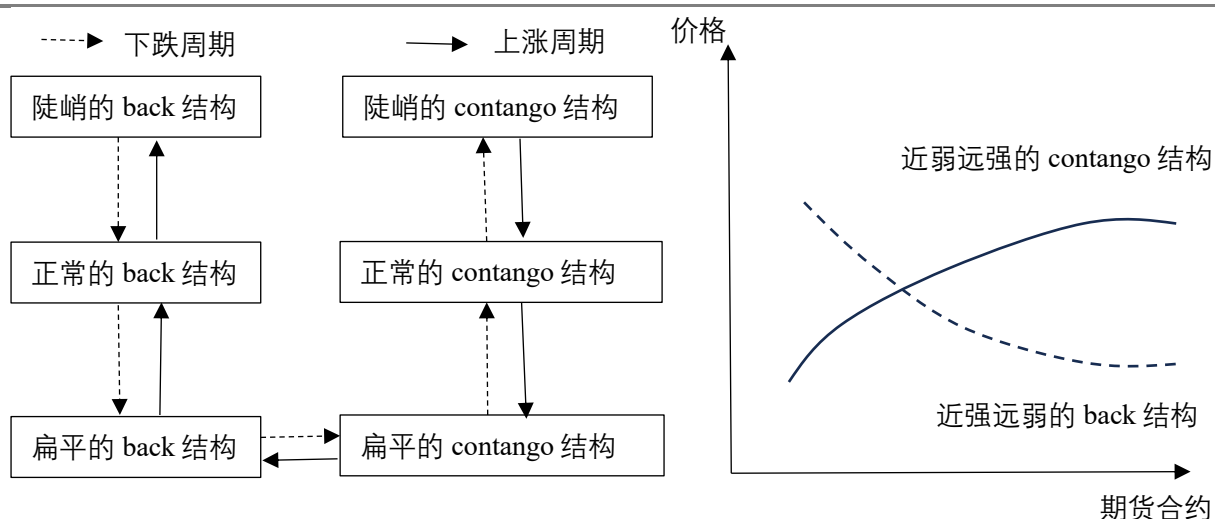 下跌周期
上涨周期
陡峭的 back 结构
陡峭的 contango 结构
正常的 back 结构
正常的 contango 结构
扁平的 back 结构
扁平的 contango 结构
价格
近弱远强的 contango 结构
近强远弱的 back 结构
期货合约